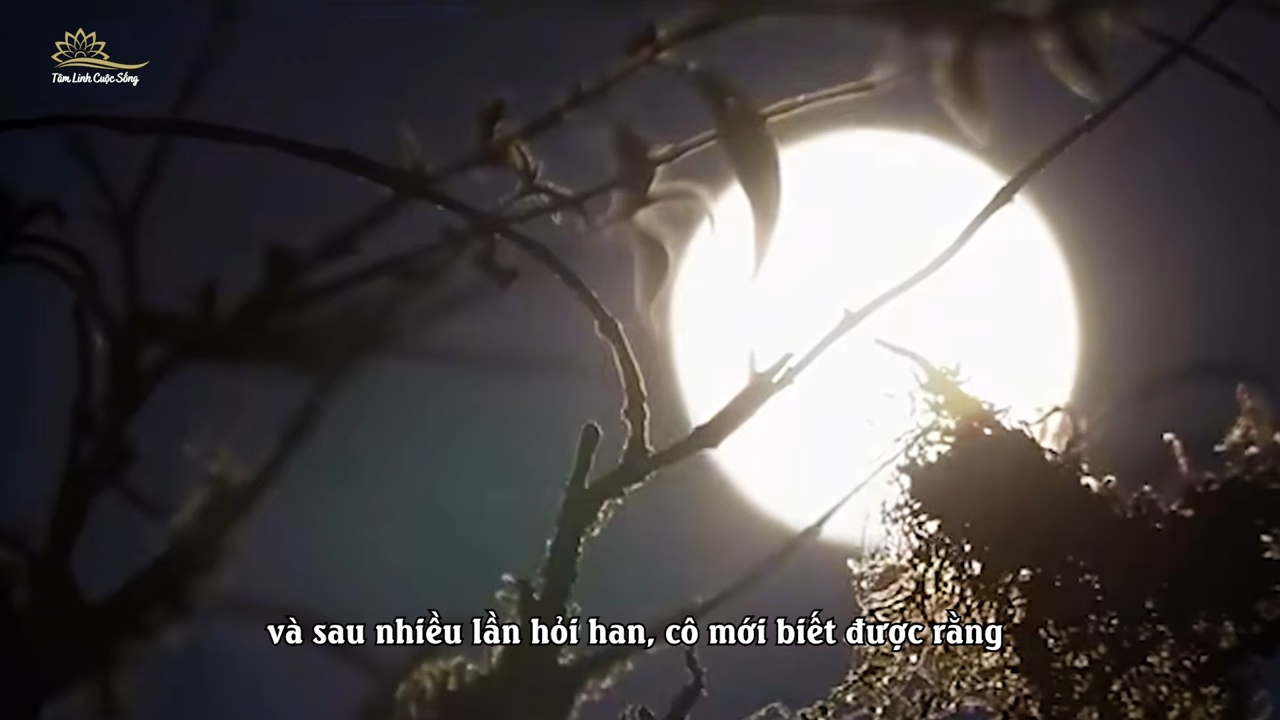 Tâm Linh Cuộc Sống
và sau nhiều lần hỏi han, cô mới biết được rằng